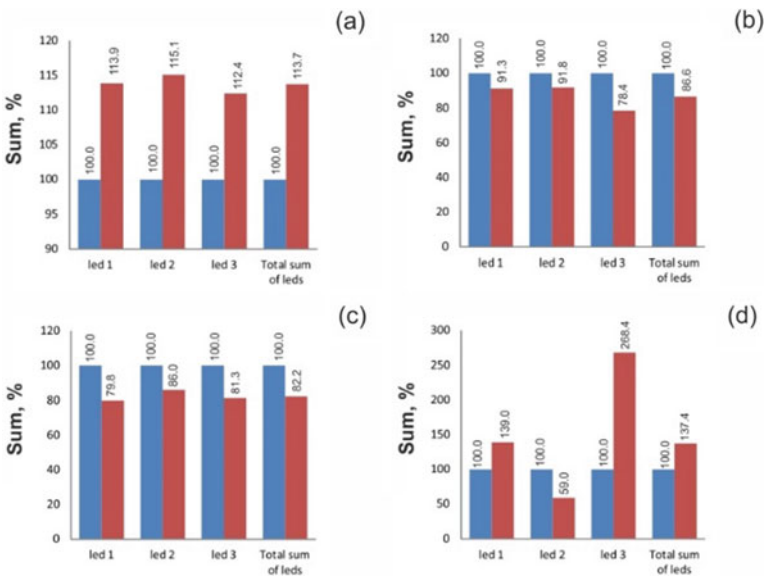 (a)
Sum, %
120
115
110
105
100
95
90
100.0
113.9
100.0
115.1
100.0
112.4
100.0
113.7
led 1
led 2
led 3
Total sum
of leds
(b)
Sum, %
120
100
80
60
40
20
0
100.0
91.3
100.0
91.8
100.0
78.4
100.0
86.6
led 1
led 2
led 3
Total sum
of leds
(c)
Sum, %
120
100
80
60
40
20
0
100.0
79.8
100.0
86.0
100.0
81.3
100.0
82.2
led 1
led 2
led 3
Total sum
of leds
(d)
Sum, %
300
250
200
150
100
50
0
100.0
139.0
100.0
59.0
100.0
268.4
100.0
137.4
led 1
led 2
led 3
Total sum
of leds